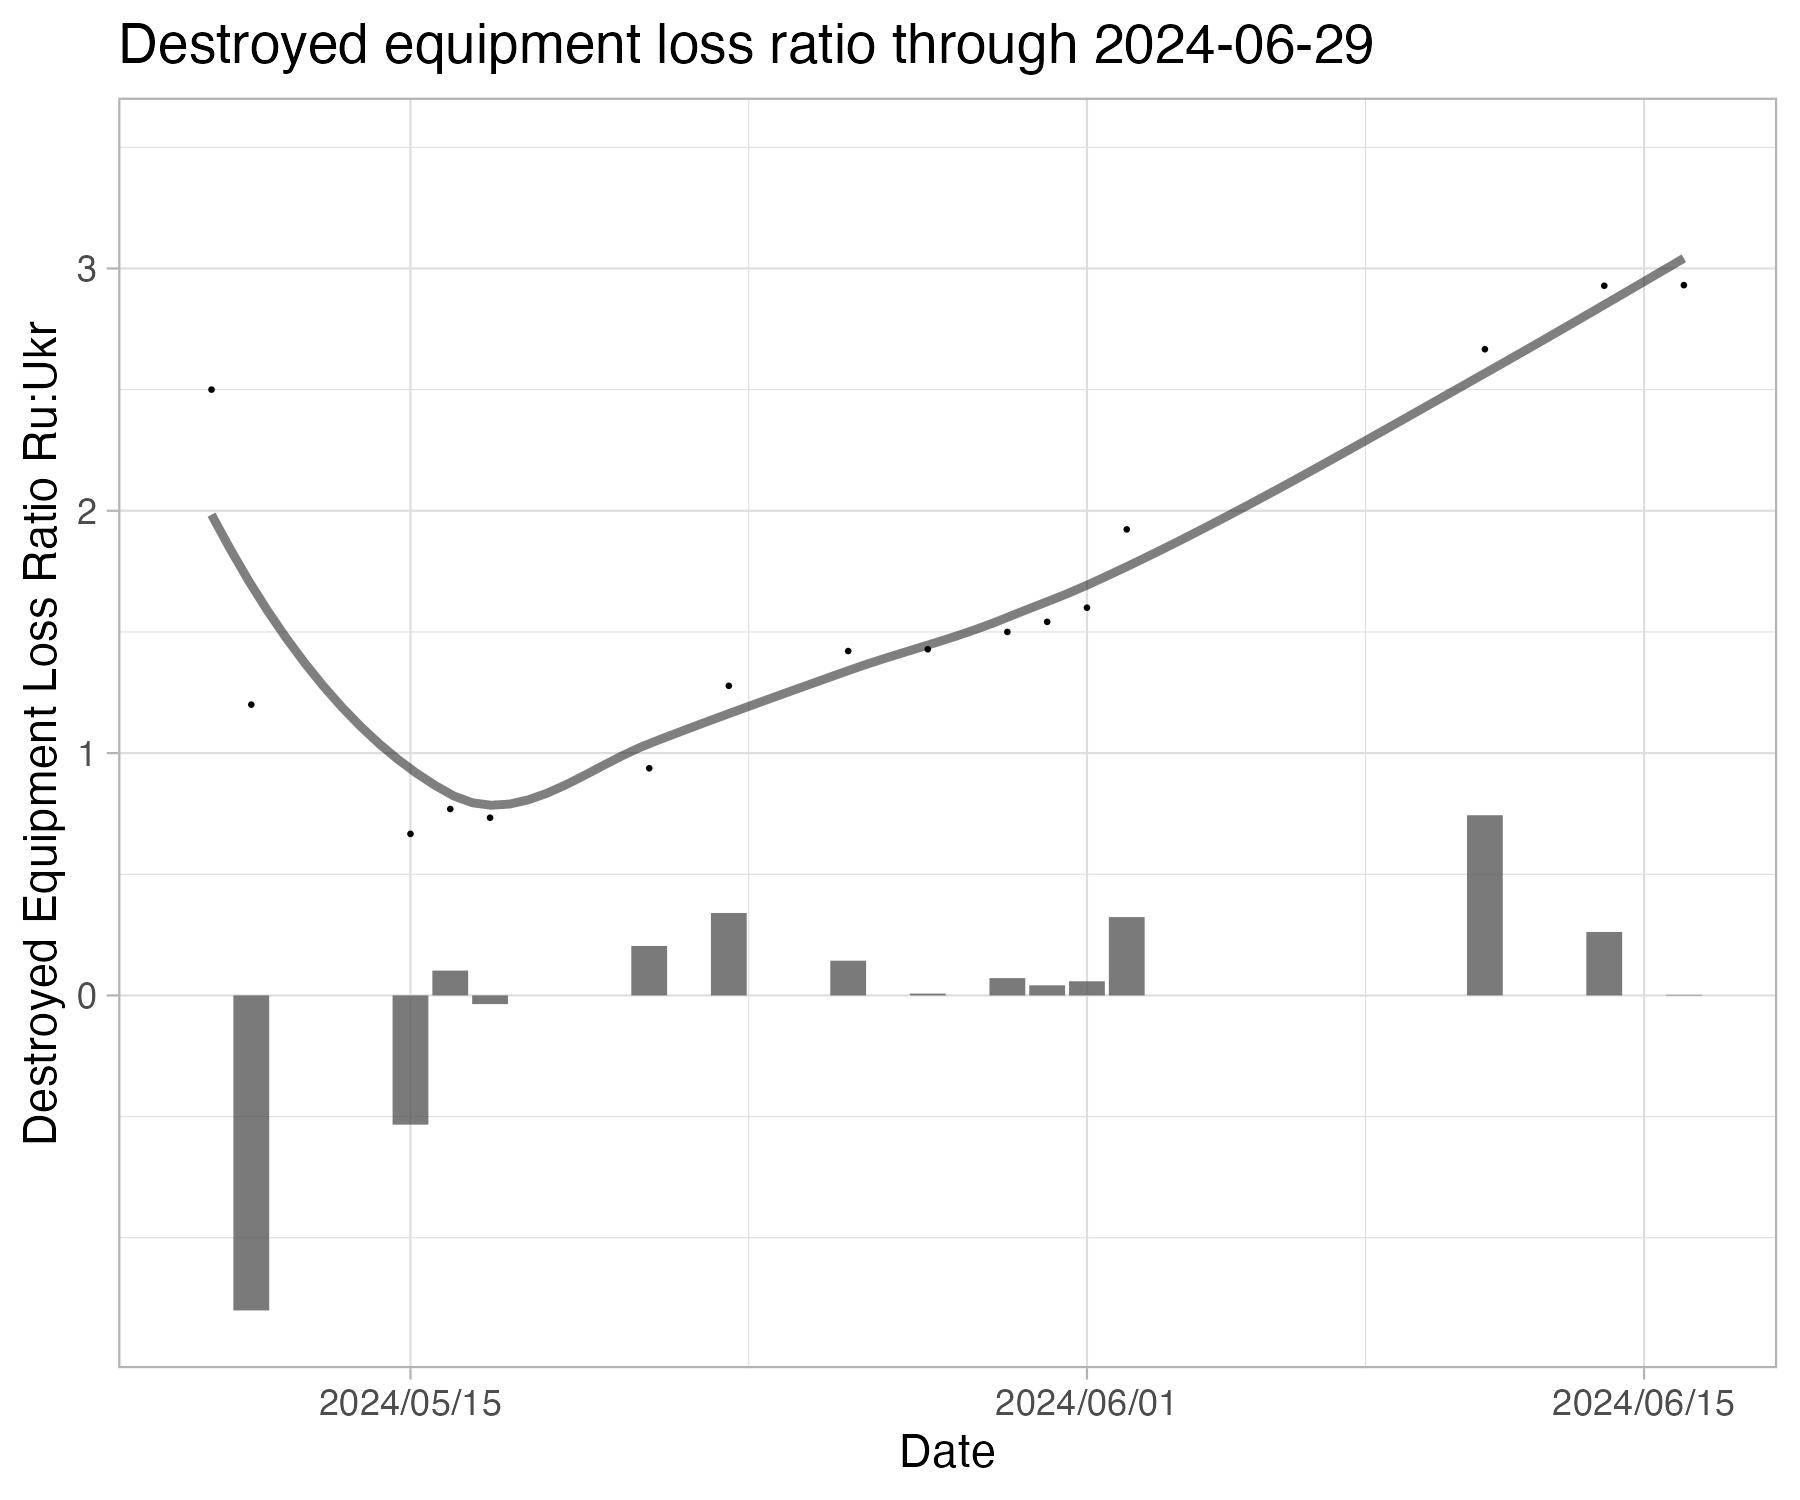 Destroyed equipment loss ratio through 2024-06-29
Destroyed Equipment Loss Ratio Ru:Ukr
3
2
1
0
2024/05/15
2024/06/01
2024/06/15
Date